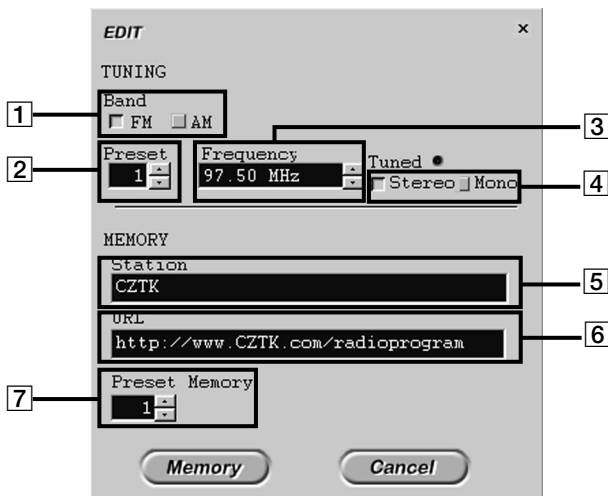 EDIT ×
TUNING
1 Band
FM AM
3
2 Preset Frequency Tuned
1 97.50 MHz
Stereo Mono 4
MEMORY
Station
CZTK 5
URL
http://www.CZTK.com/radioprogram 6
Preset Memory
7 1
Memory Cancel